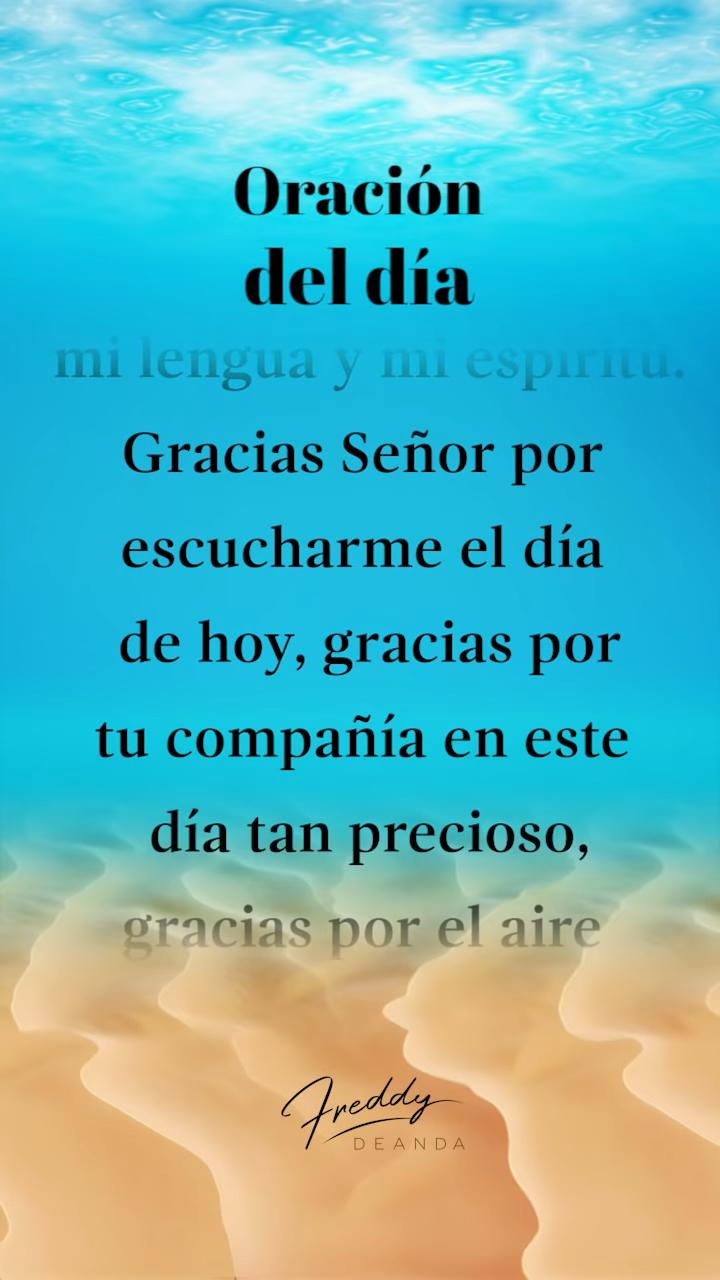 Oración
del día
mi lengua y mi espíritu.
Gracias Señor por
escucharme el día
de hoy, gracias por
tu compañía en este
día tan precioso,
gracias por el aire
Freddy
DEANDA